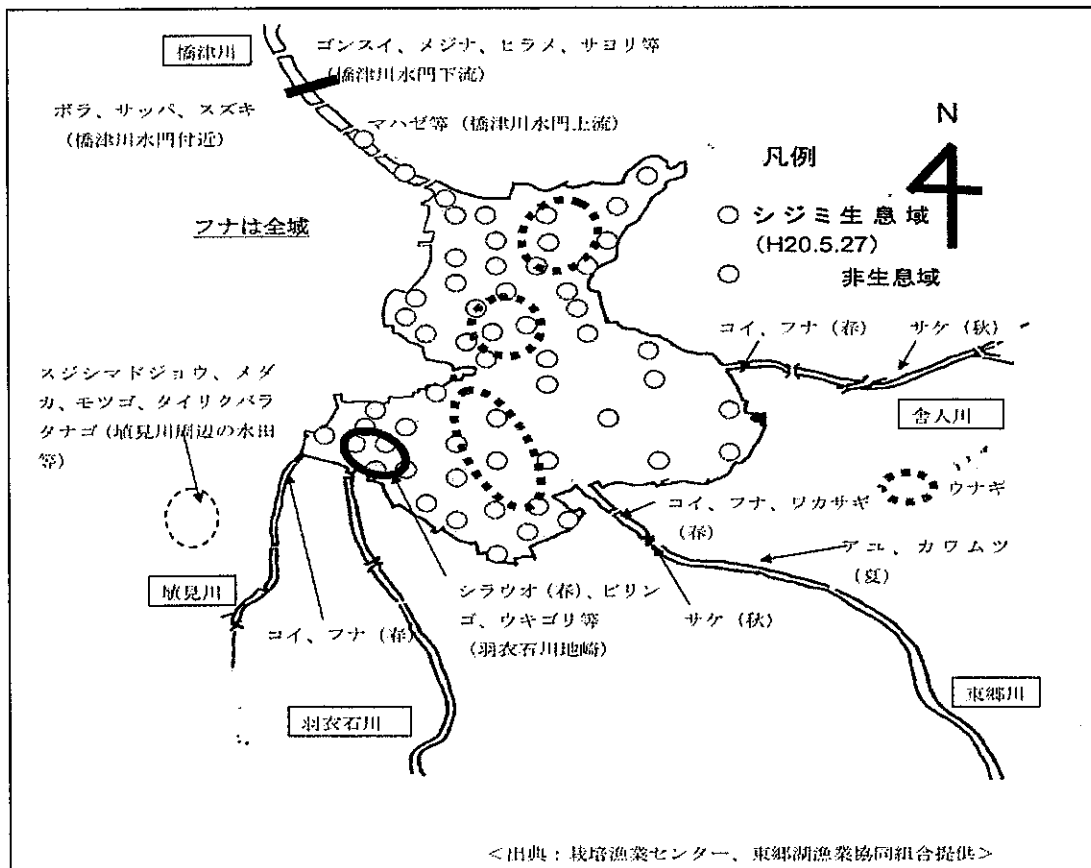 橋津川
ゴンスイ、メジナ、ヒラメ、サヨリ等
(橋津川水門下流)
ボラ、サッパ、スズキ
(橋津川水門付近)
マハゼ等 (橋津川水門上流)
N
凡例
フナは全域
シジミ生息域
(H20.5.27)
非生息域
コイ、フナ (春)
サケ (秋)
舎人川
スジシマドジョウ、メダ
カ、モツゴ、タイリクバラ
タナゴ (埴見川周辺の水田
等)
ウナギ
コイ、フナ、ワカサギ
(春)
アユ、カワムツ
(夏)
埴見川
コイ、フナ (春)
シラウオ (春)、ビリン
ゴ、ウキゴリ等
(羽衣石川地崎)
サケ (秋)
東郷川
羽衣石川
<出典:栽培漁業センター、東郷湖漁業協同組合提供>